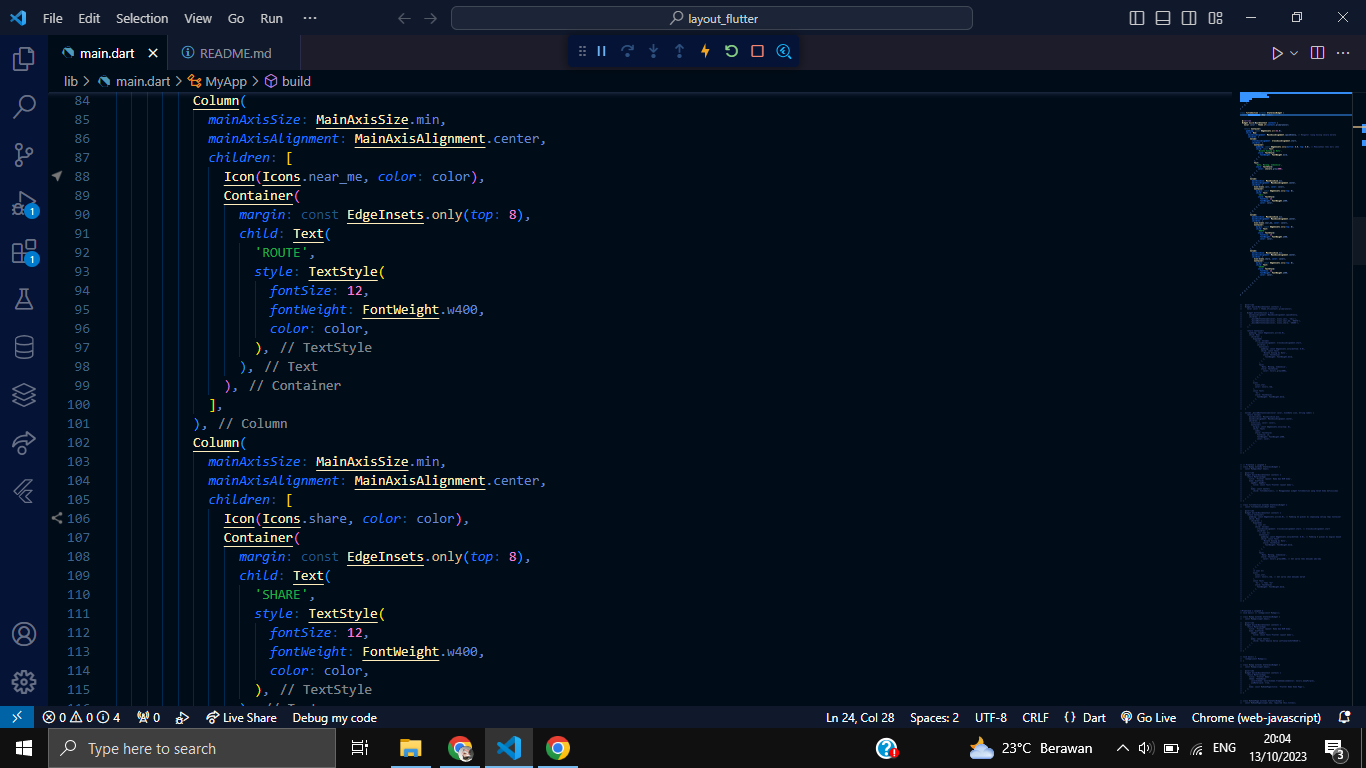 File Edit Selection View Go Run ··· layout_flutter
main.dart README.md
lib > main.dart > MyApp > build
84 Column(
85 mainAxisSize: MainAxisSize.min,
86 mainAxisAlignment: MainAxisAlignment.center,
87 children: [
88 Icon(Icons.near_me, color: color),
89 Container(
90 margin: const EdgeInsets.only(top: 8),
91 child: Text(
92 'ROUTE',
93 style: TextStyle(
94 fontSize: 12,
95 fontWeight: FontWeight.w400,
96 color: color,
97 ), // TextStyle
98 ), // Text
99 ), // Container
100 ],
101 ), // Column
102 Column(
103 mainAxisSize: MainAxisSize.min,
104 mainAxisAlignment: MainAxisAlignment.center,
105 children: [
106 Icon(Icons.share, color: color),
107 Container(
108 margin: const EdgeInsets.only(top: 8),
109 child: Text(
110 'SHARE',
111 style: TextStyle(
112 fontSize: 12,
113 fontWeight: FontWeight.w400,
114 color: color,
115 ), // TextStyle
1
1
0 0 4 0 Live Share Debug my code Ln 24, Col 28 Spaces: 2 UTF-8 CRLF {} Dart Go Live Chrome (web-javascript)
Type here to search 23°C Berawan ENG 20:04
13/10/2023 3